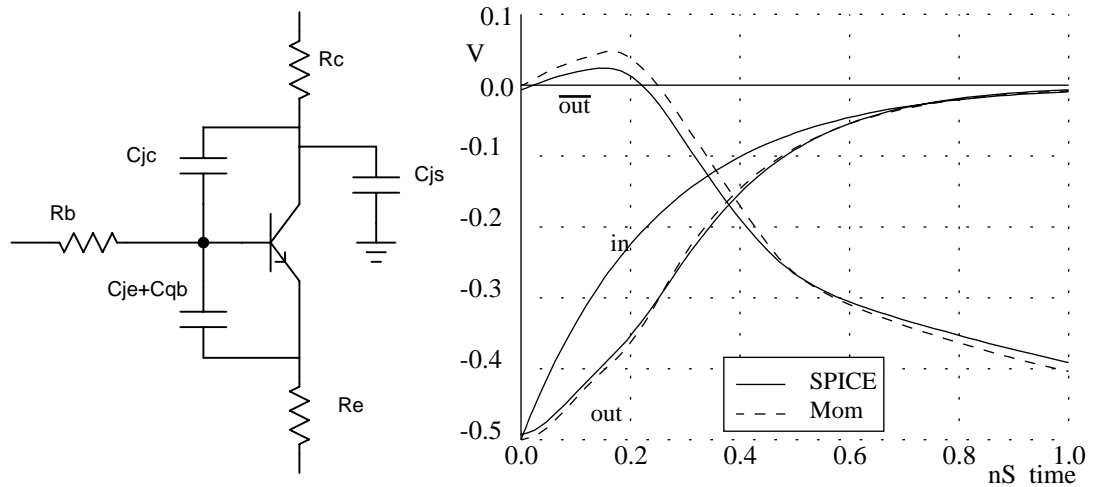 Rc
Cjc
Cjs
Rb
Cje+Cqb
Re
0.1
V
0.0
out
-0.1
-0.2
in
-0.3
-0.4
SPICE
Mom
out
-0.5
0.0 0.2 0.4 0.6 0.8 1.0
nS time